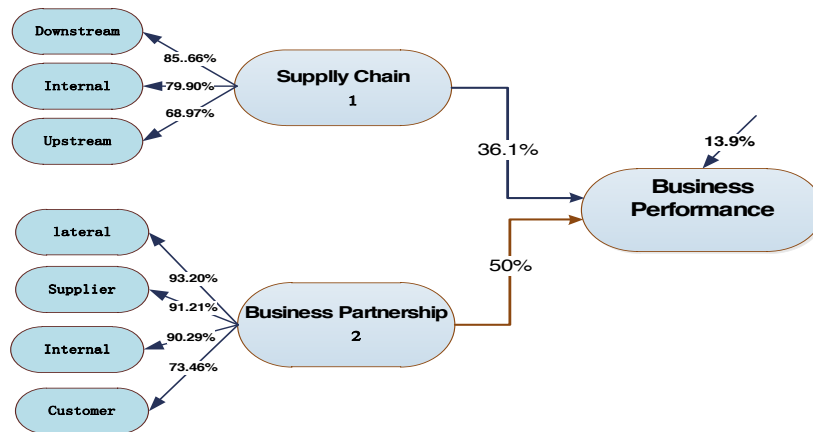 Downstream
85..66%
Internal
79.90%
Upstream
68.97%
Supplly Chain
1
36.1%
13.9%
Business
Performance
lateral
93.20%
Supplier
91.21%
Internal
90.29%
Customer
73.46%
Business Partnership
2
50%